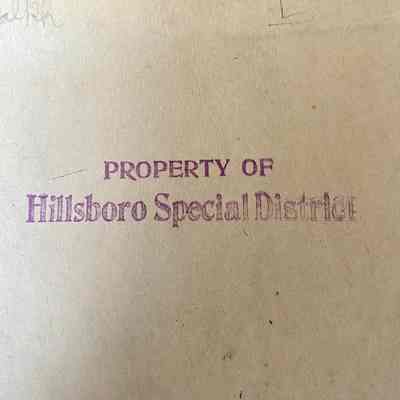 PROPERTY OF
Hillsboro Special District